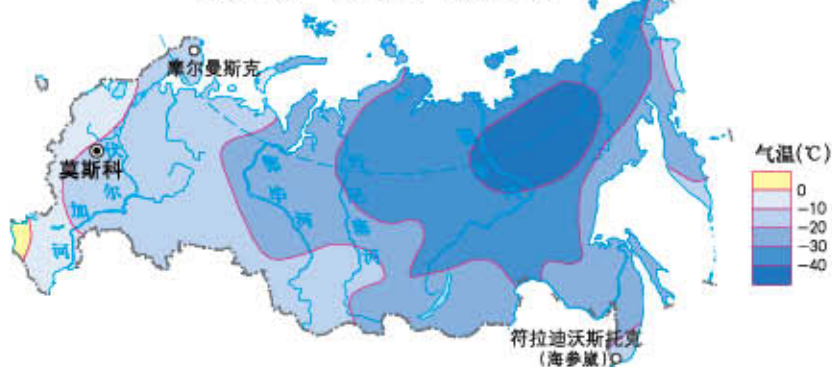 摩尔曼斯克
莫斯科
伏
尔
加
河
鄂
毕
河
叶
尼
塞
河
符拉迪沃斯托克
(海参崴)
气温(℃)
0
-10
-20
-30
-40